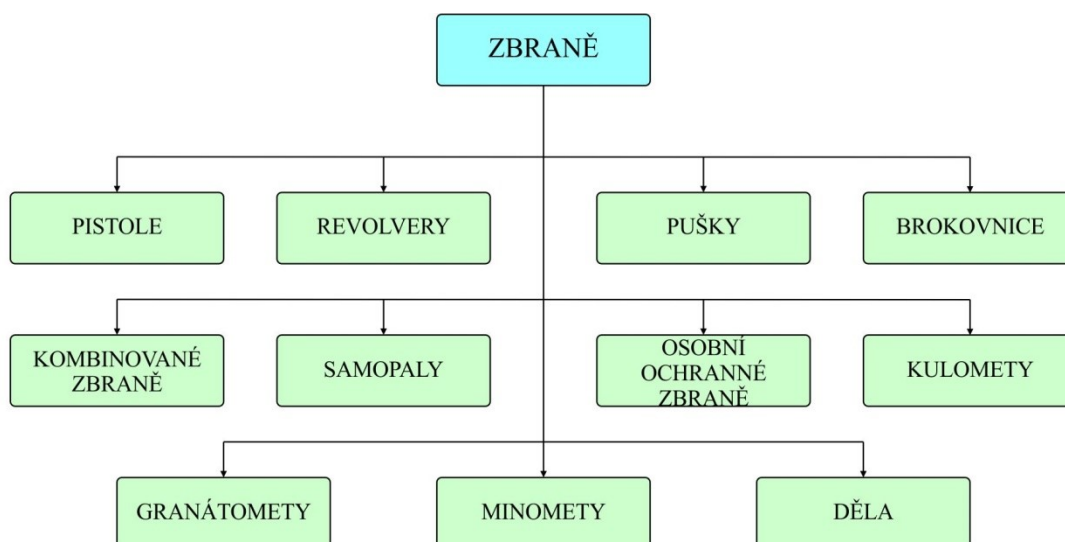 ZBRANĚ
PISTOLE
REVOLVERY
PUŠKY
BROKOVNICE
KOMBINOVANÉ
ZBRANĚ
SAMOPALY
OSOBNÍ
OCHRANNÉ
ZBRANĚ
KULOMETY
GRANÁTOMETY
MINOMETY
DĚLA